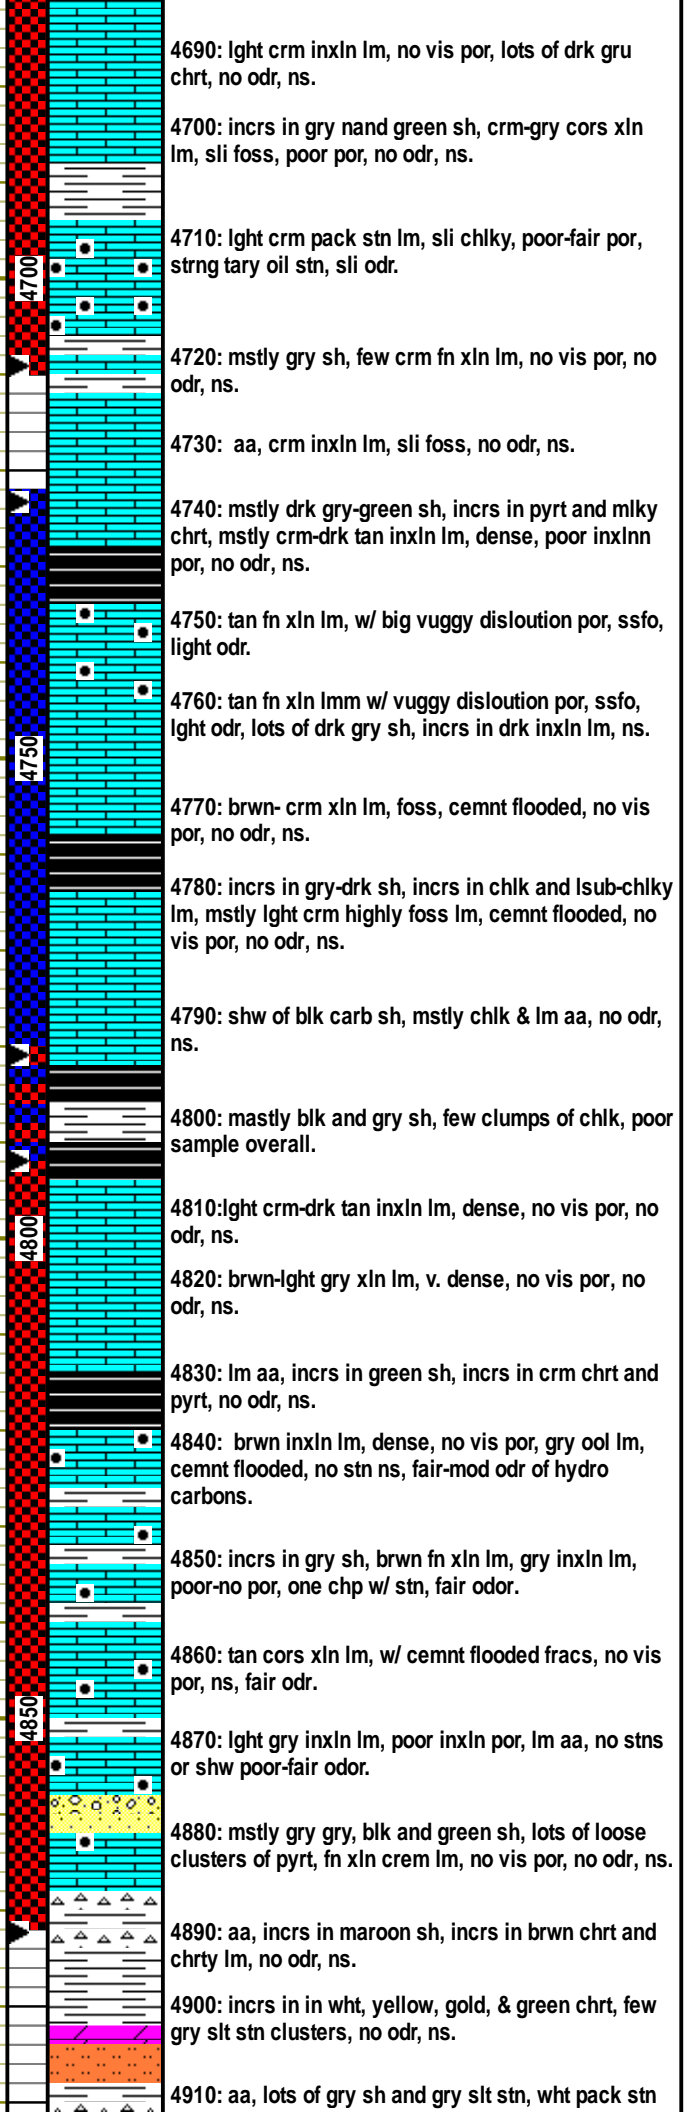 4690: lght crm inxln lm, no vis por, lots of drk gru
chrt, no odr, ns.
4700: incrs in gry nand green sh, crm-gry cors xln
lm, sli foss, poor por, no odr, ns.
4710: lght crm pack stn lm, sli chlky, poor-fair por,
strng tary oil stn, sli odr.
4700
4720: mstly gry sh, few crm fn xln lm, no vis por, no
odr, ns.
4730:  aa, crm inxln lm, sli foss, no odr, ns.
4740: mstly drk gry-green sh, incrs in pyrt and mlky
chrt, mstly crm-drk tan inxln lm, dense, poor inxlnn
por, no odr, ns.
4750: tan fn xln lm, w/ big vuggy disloution por, ssfo,
light odr.
4760: tan fn xln lmm w/ vuggy disloution por, ssfo,
lght odr, lots of drk gry sh, incrs in drk inxln lm, ns.
4750
4770: brwn- crm xln lm, foss, cemnt flooded, no vis
por, no odr, ns.
4780: incrs in gry-drk sh, incrs in chlk and lsub-chlky
lm, mstly lght crm highly foss lm, cemnt flooded, no
vis por, no odr, ns.
4790: shw of blk carb sh, mstly chlk & lm aa, no odr,
ns.
4800: mastly blk and gry sh, few clumps of chlk, poor
sample overall.
4810:lght crm-drk tan inxln lm, dense, no vis por, no
odr, ns.
4800
4820: brwn-lght gry xln lm, v. dense, no vis por, no
odr, ns.
4830: lm aa, incrs in green sh, incrs in crm chrt and
pyrt, no odr, ns.
4840:  brwn inxln lm, dense, no vis por, gry ool lm,
cemnt flooded, no stn ns, fair-mod odr of hydro
carbons.
4850: incrs in gry sh, brwn fn xln lm, gry inxln lm,
poor-no por, one chp w/ stn, fair odor.
4860: tan cors xln lm, w/ cemnt flooded fracs, no vis
por, ns, fair odr.
4850
4870: lght gry inxln lm, poor inxln por, lm aa, no stns
or shw poor-fair odor.
4880: mstly gry gry, blk and green sh, lots of loose
clusters of pyrt, fn xln crem lm, no vis por, no odr, ns.
4890: aa, incrs in maroon sh, incrs in brwn chrt and
chrty lm, no odr, ns.
4900: incrs in in wht, yellow, gold, & green chrt, few
gry slt stn clusters, no odr, ns.
4910: aa, lots of gry sh and gry slt stn, wht pack stn